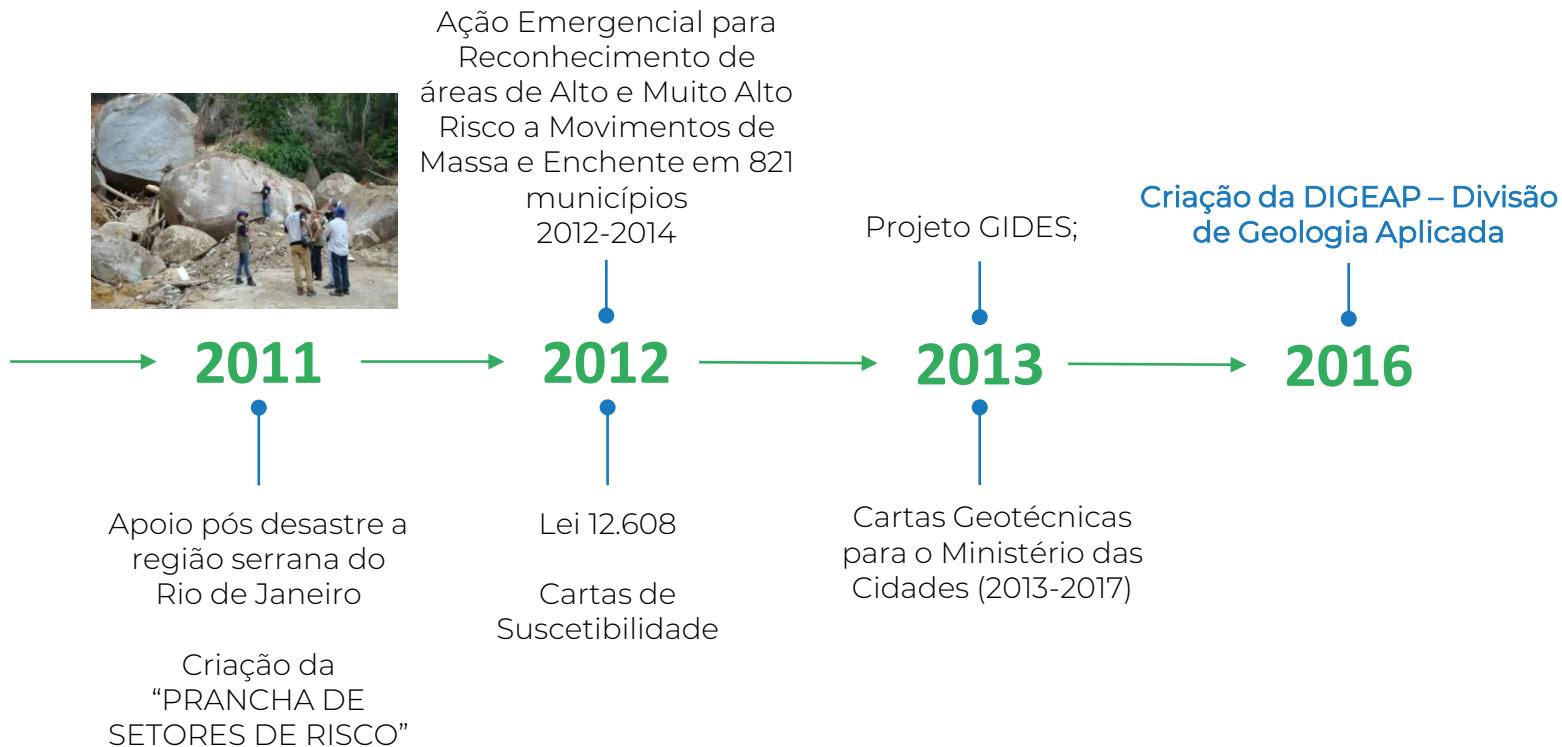 Ação Emergencial para
Reconhecimento de
áreas de Alto e Muito Alto
Risco a Movimentos de
Massa e Enchente em 821
municípios
2012-2014
Projeto GIDES;
Criação da DIGEAP – Divisão
de Geologia Aplicada
2011
2012
2013
2016
Apoio pós desastre a
região serrana do
Rio de Janeiro
Criação da
“PRANCHA DE
SETORES DE RISCO”
Lei 12.608
Cartas de
Suscetibilidade
Cartas Geotécnicas
para o Ministério das
Cidades (2013-2017)